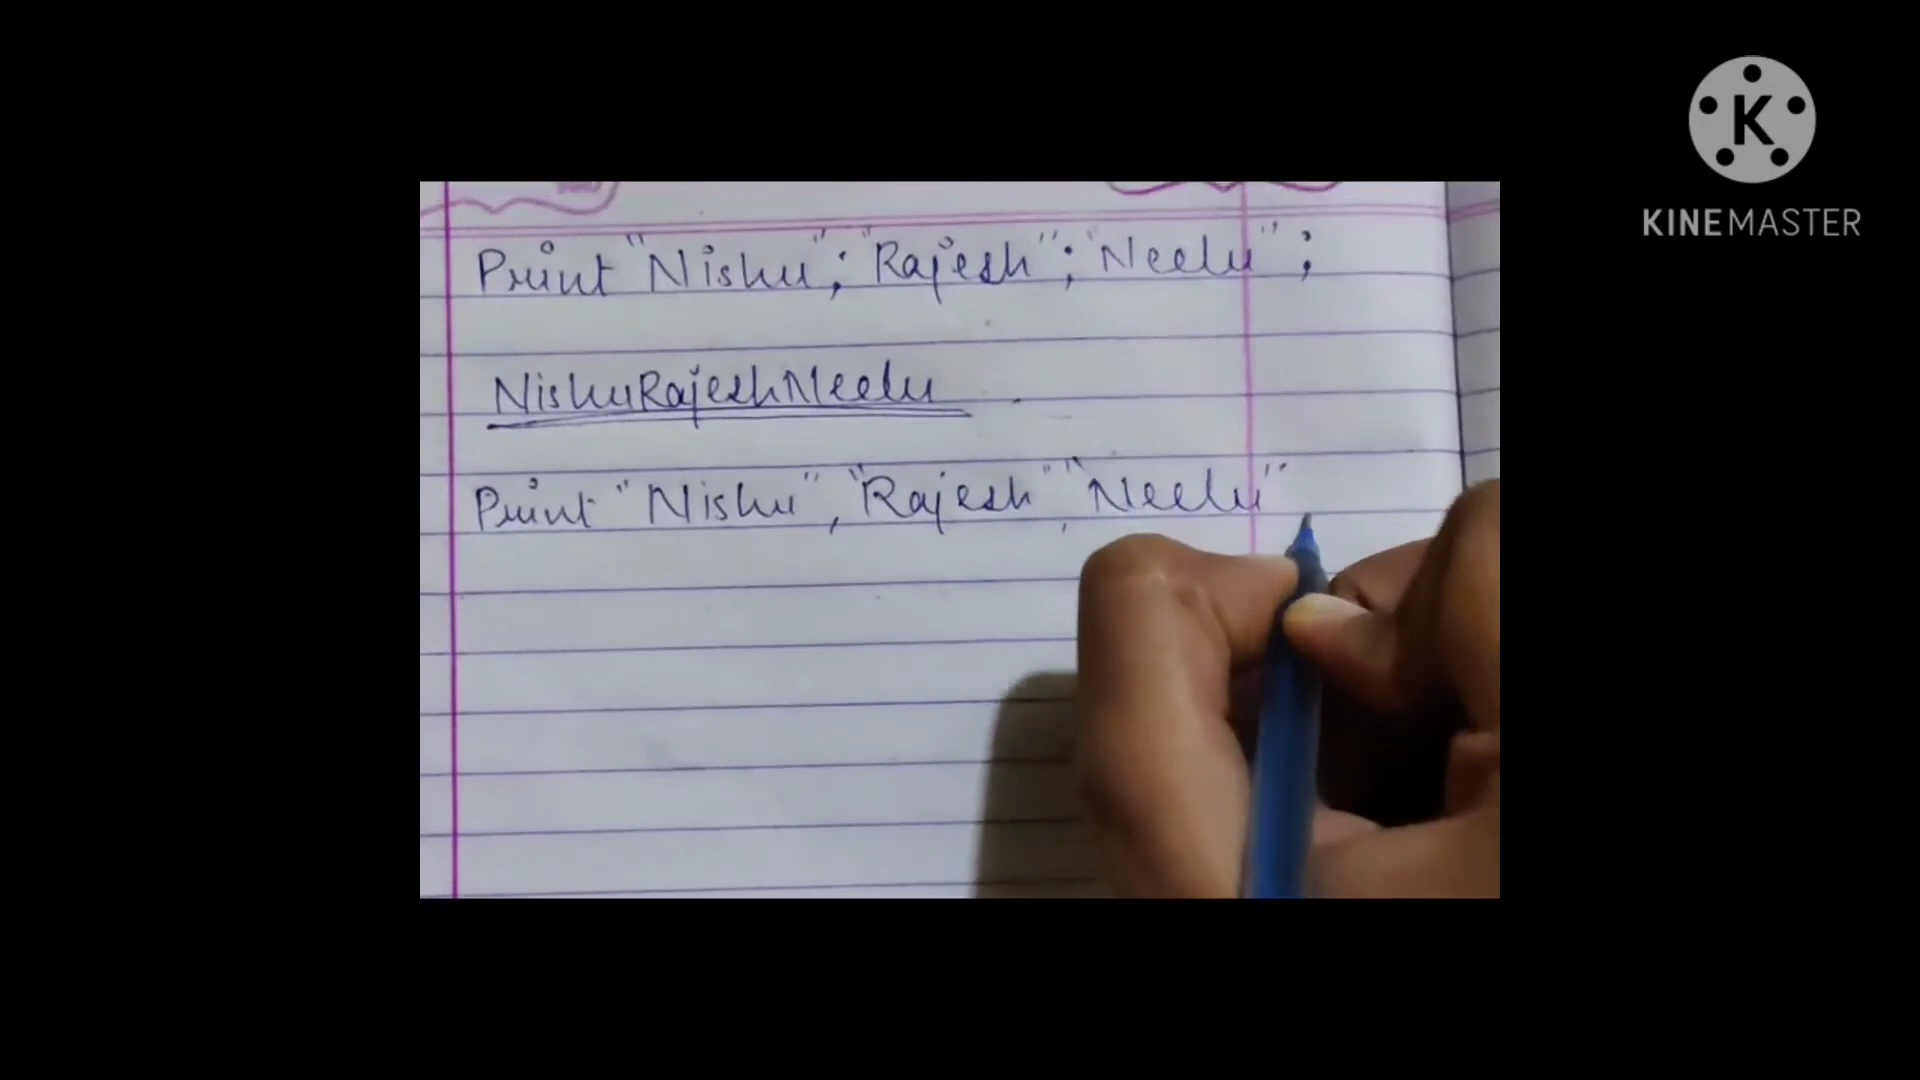 Print "Nishu"; "Rajesh"; "Neelu";
NishuRajeshNeelu
Print "Nishu", "Rajesh", "Neelu"
K
KINEMASTER